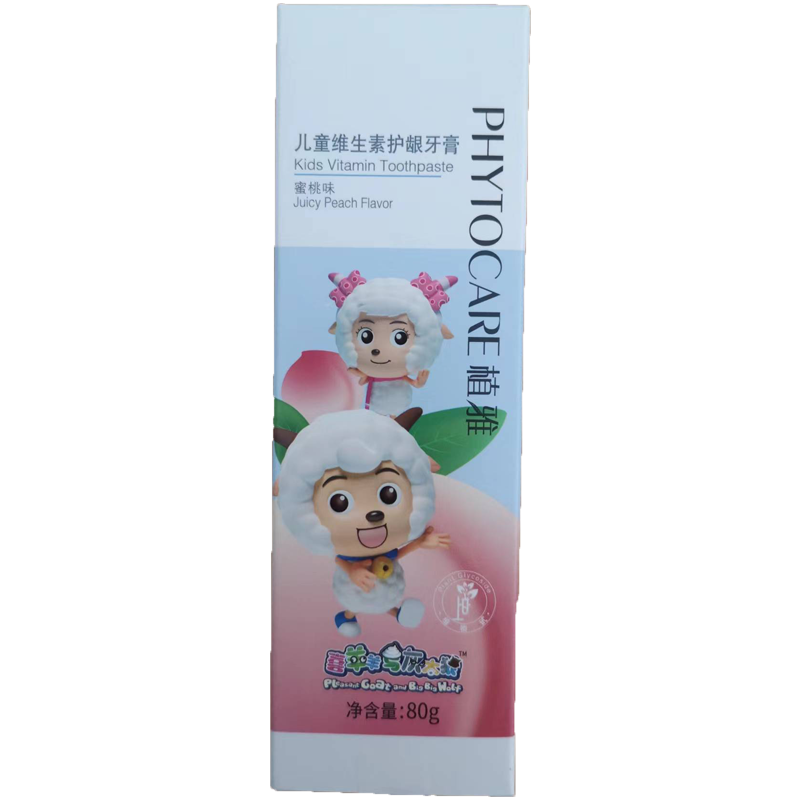 儿童维生素护龈牙膏
Kids Vitamin Toothpaste
蜜桃味
Juicy Peach Flavor
PHYTOCARE 植雅
喜羊羊与灰太狼™
Pleasant Goat and Big Big Wolf
净含量:80g